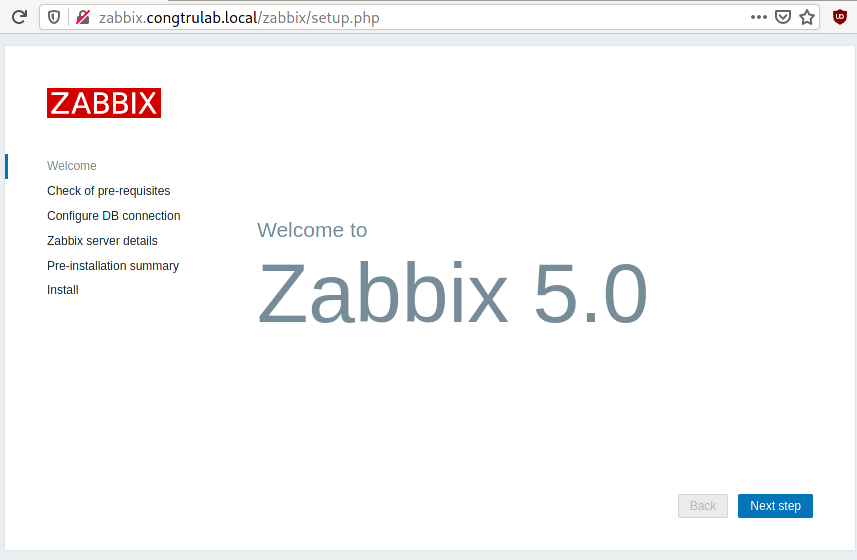 zabbix.congtrulab.local/zabbix/setup.php
ZABBIX
Welcome
Check of pre-requisites
Configure DB connection
Zabbix server details
Pre-installation summary
Install
Welcome to
Zabbix 5.0
Back Next step